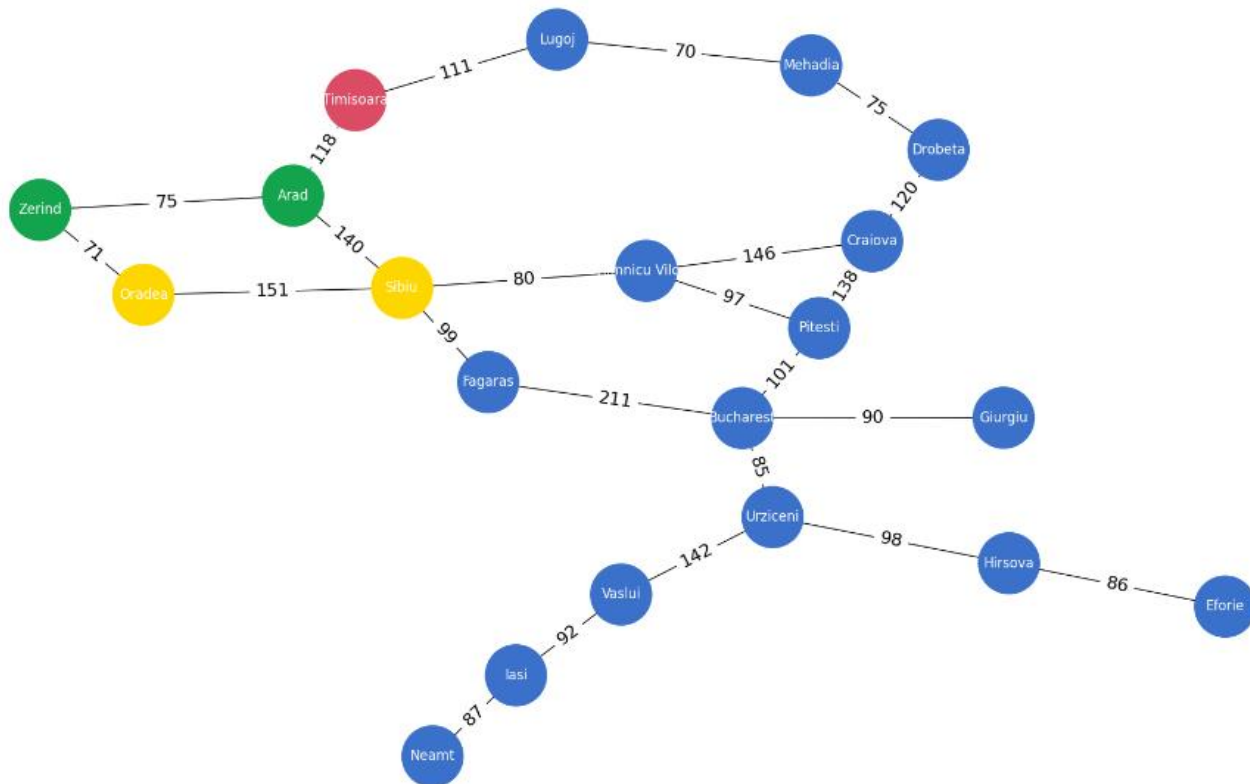 Lugoj
70
Mehadia
111
Timisoara
75
118
Drobeta
Zerind
75
Arad
120
71
140
Craiova
146
Oradea
151
Sibiu
80
mnicu Vilc
97
138
Pitesti
99
Fagaras
101
211
Bucharest
90
Giurgiu
85
Urziceni
98
142
Hirsova
86
Vaslui
Eforie
92
Iasi
87
Neamt